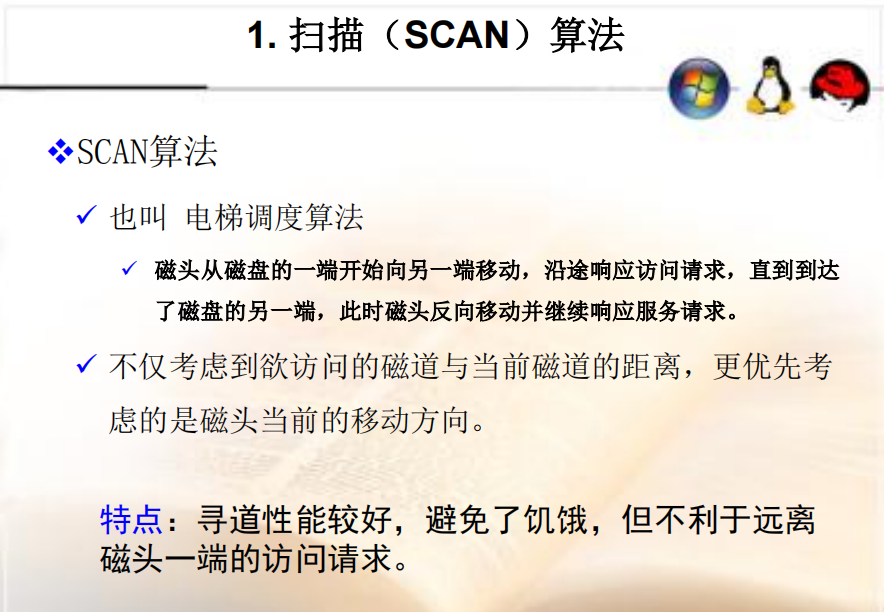 1. 扫描（SCAN）算法
SCAN算法
也叫 电梯调度算法
磁头从磁盘的一端开始向另一端移动，沿途响应访问请求，直到到达
了磁盘的另一端，此时磁头反向移动并继续响应服务请求。
不仅考虑到欲访问的磁道与当前磁道的距离，更优先考
虑的是磁头当前的移动方向。
特点：寻道性能较好，避免了饥饿，但不利于远离
磁头一端的访问请求。